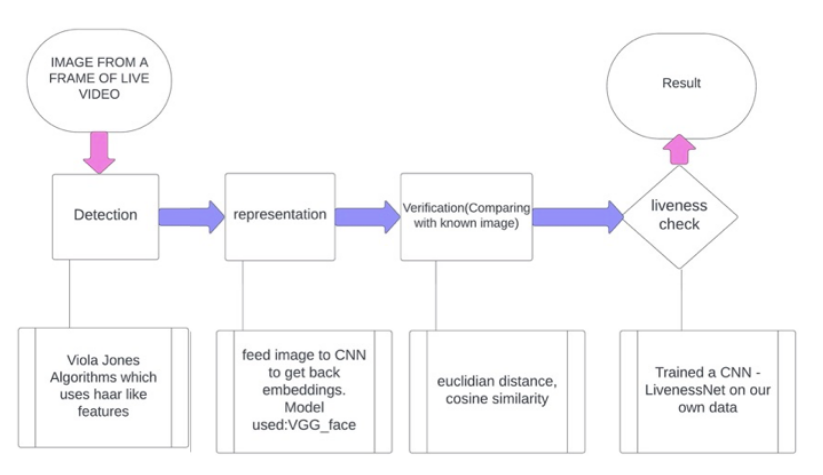 IMAGE FROM A
FRAME OF LIVE
VIDEO
Result
Detection
representation
Verification(Comparing
with known image)
liveness
check
Viola Jones
Algorithms which
uses haar like
features
feed image to CNN
to get back
embeddings.
Model
used:VGG_face
euclidian distance,
cosine similarity
Trained a CNN -
LivenessNet on our
own data